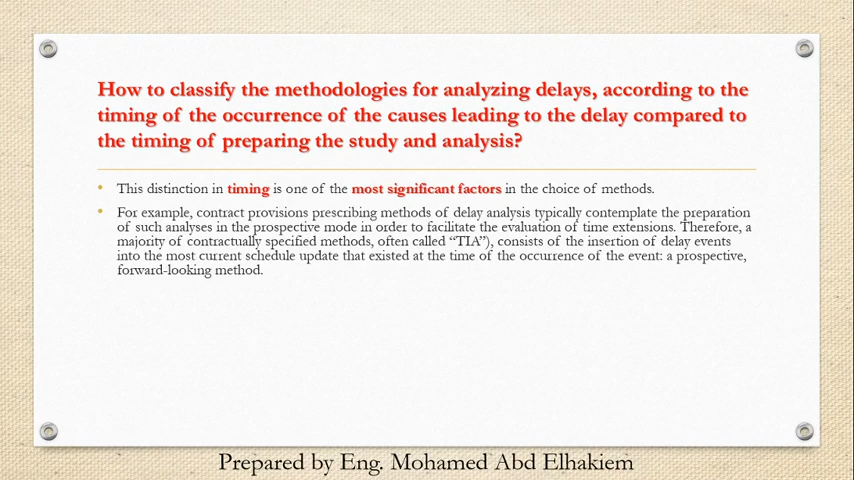 How to classify the methodologies for analyzing delays, according to the
timing of the occurrence of the causes leading to the delay compared to
the timing of preparing the study and analysis?
• This distinction in timing is one of the most significant factors in the choice of methods.
• For example, contract provisions prescribing methods of delay analysis typically contemplate the preparation
of such analyses in the prospective mode in order to facilitate the evaluation of time extensions. Therefore, a
majority of contractually specified methods, often called “TIA”), consists of the insertion of delay events
into the most current schedule update that existed at the time of the occurrence of the event: a prospective,
forward-looking method.
Prepared by Eng. Mohamed Abd Elhakiem